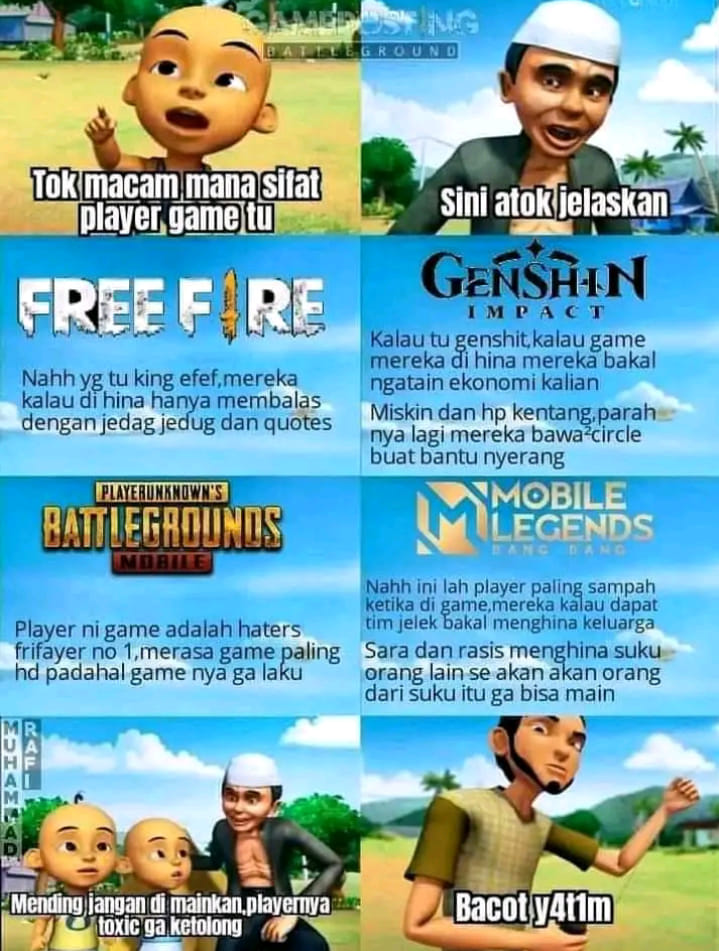 GAMEPOSTING
BATTLEGROUND
Tok macam mana sifat
player game tu
Sini atok jelaskan
FREE FIRE
Nahh yg tu king efef,mereka
kalau di hina hanya membalas
dengan jedag jedug dan quotes
GENSHIN
IMPACT
Kalau tu genshit,kalau game
mereka di hina mereka bakal
ngatain ekonomi kalian
Miskin dan hp kentang,parah
nya lagi mereka bawa²circle
buat bantu nyerang
PLAYERUNKNOWN'S
BATTLEGROUNDS
MOBILE
Player ni game adalah haters
frifayer no 1,merasa game paling
hd padahal game nya ga laku
MOBILE
LEGENDS
BANG BANG
Nahh ini lah player paling sampah
ketika di game,mereka kalau dapat
tim jelek bakal menghina keluarga
Sara dan rasis menghina suku
orang lain se akan akan orang
dari suku itu ga bisa main
MUHAMMAD
RAFI
Mending jangan di mainkan,playernya
toxic ga ketolong
Bacot y4t1m